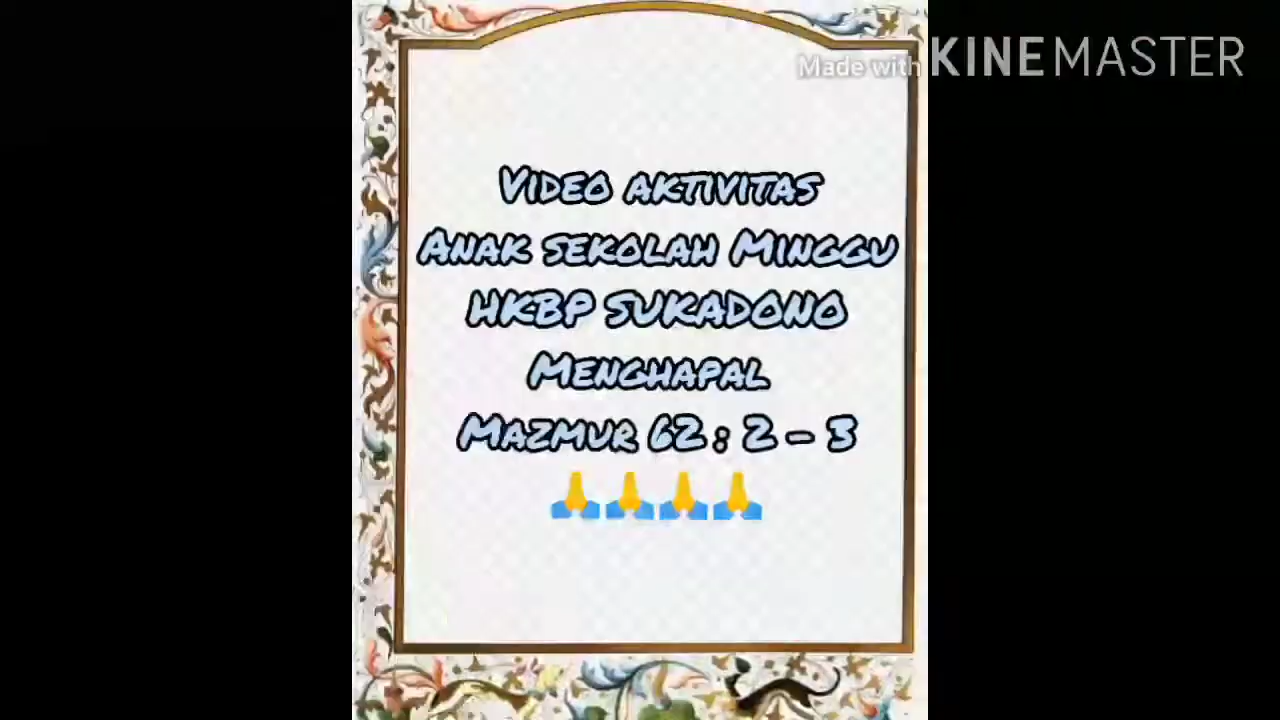 Made with KINEMASTER
Video aktivitas
Anak sekolah Minggu
HKBP SUKADONO
Menghapal
Mazmur 62 : 2 - 3
🙏🙏🙏🙏